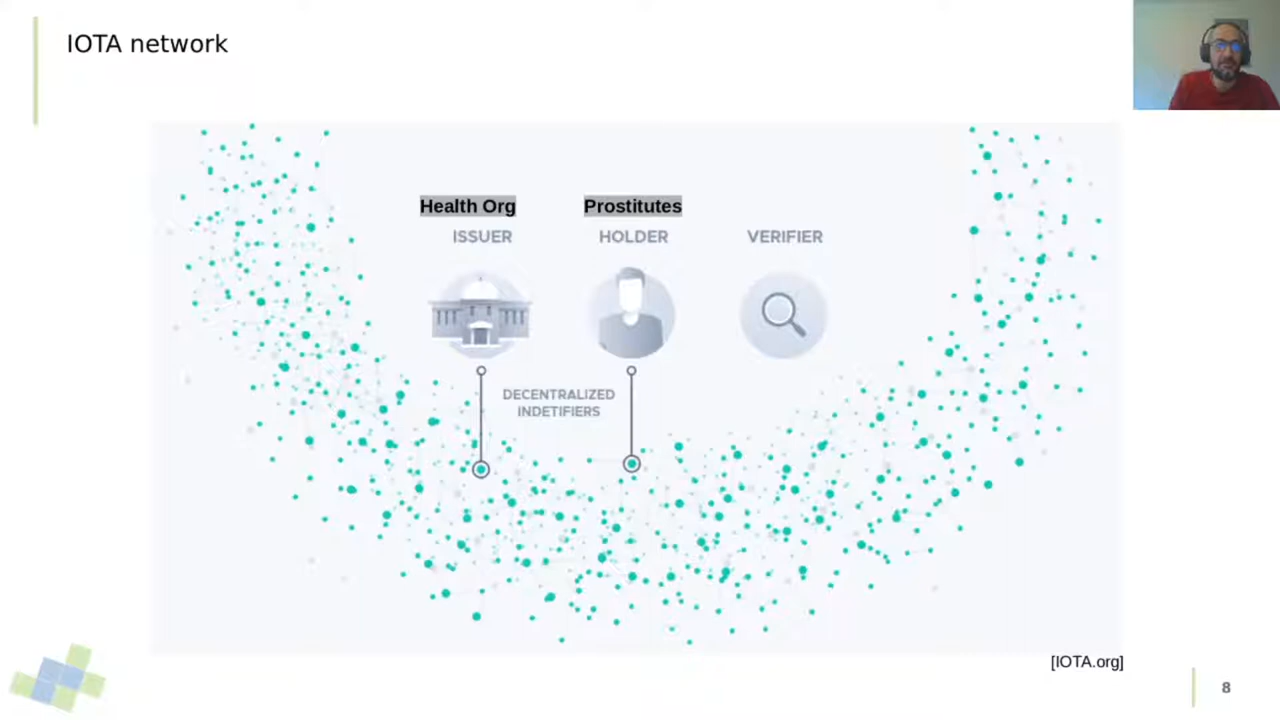 IOTA network
Health Org
Prostitutes
ISSUER
HOLDER
VERIFIER
DECENTRALIZED
INDETIFIERS
[IOTA.org]
8